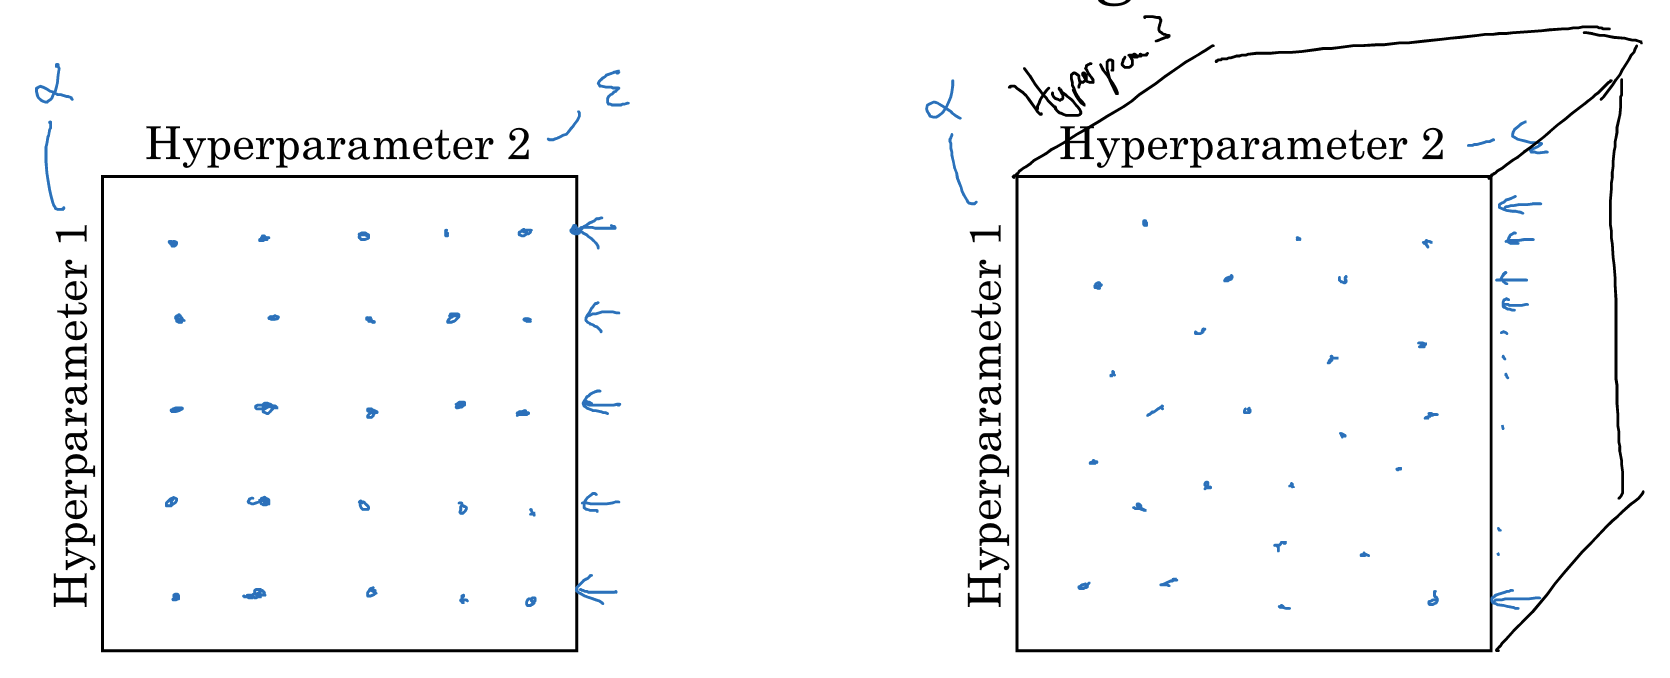 α
Hyperparameter 2
ε
Hyperparameter 1
Hyperparam 3
α
Hyperparameter 2
ε
Hyperparameter 1